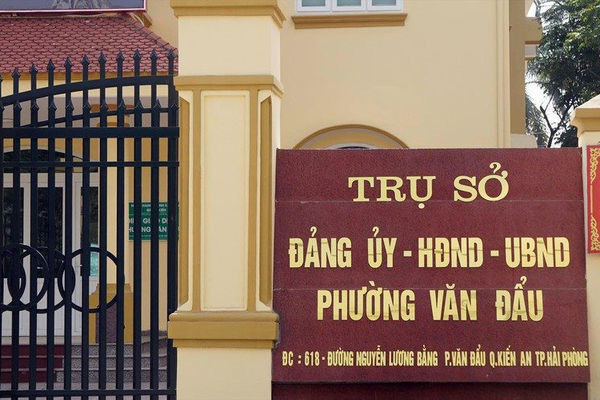 TRỤ SỞ
ĐẢNG ỦY - HĐND - UBND
PHƯỜNG VĂN ĐẨU
ĐC : 618 - ĐƯỜNG NGUYỄN LƯƠNG BẰNG P.VĂN ĐẨU Q.KIẾN AN TP.HẢI PHÒNG